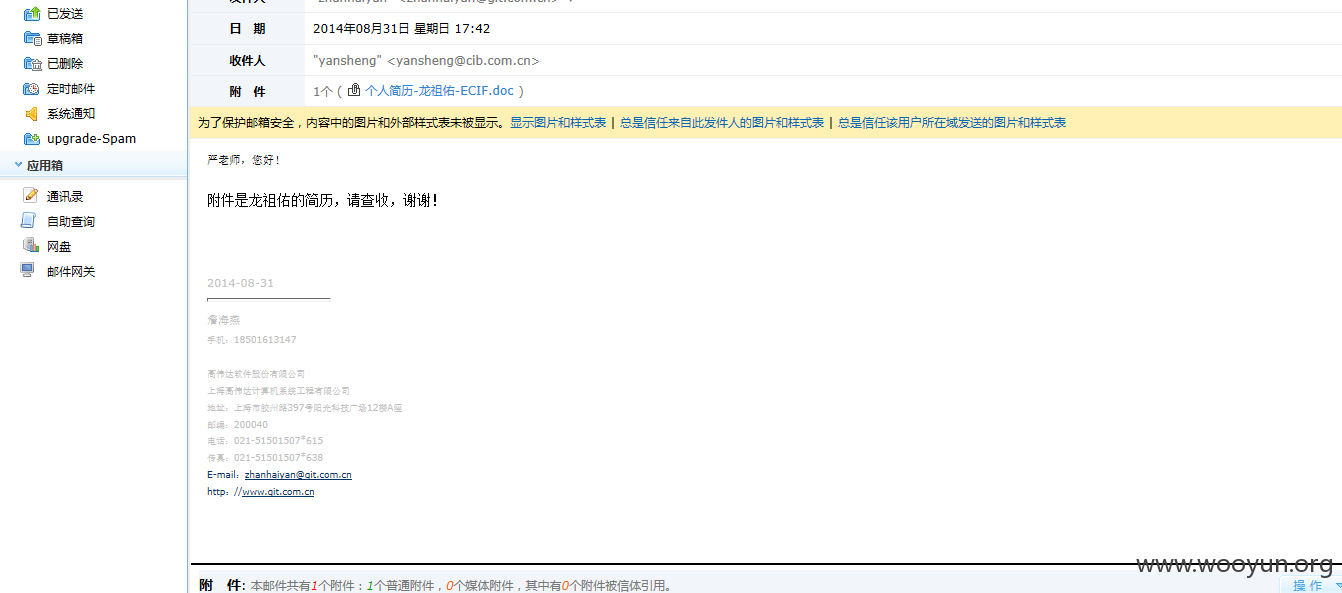 已发送
草稿箱
已删除
定时邮件
系统通知
upgrade-Spam
应用箱
通讯录
自助查询
网盘
邮件网关
日 期 2014年08月31日 星期日 17:42
收件人 "yansheng" <yansheng@cib.com.cn>
附 件 1个 ( 个人简历-龙祖佑-ECIF.doc )
为了保护邮箱安全，内容中的图片和外部样式表未被显示。显示图片和样式表 | 总是信任来自此发件人的图片和样式表 | 总是信任该用户所在域发送的图片和样式表
严老师，您好！
附件是龙祖佑的简历，请查收，谢谢！
2014-08-31
詹海燕
手机：18501613147
高伟达软件股份有限公司
上海高伟达计算机系统工程有限公司
地址：上海市胶州路397号阳光科技广场12楼A座
邮编：200040
电话：021-51501507*615
传真：021-51501507*638
E-mail：zhanhaiyan@git.com.cn
http：//www.git.com.cn
www.wooyun.org
附 件: 本邮件共有1个附件：1个普通附件，0个媒体附件，其中有0个附件被信体引用。
操 作